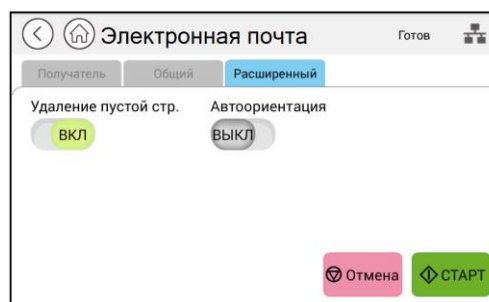 Электронная почта Готов
Получатель Общий Расширенный
Удаление пустой стр. Автоориентация
ВКЛ ВЫКЛ
Отмена СТАРТ